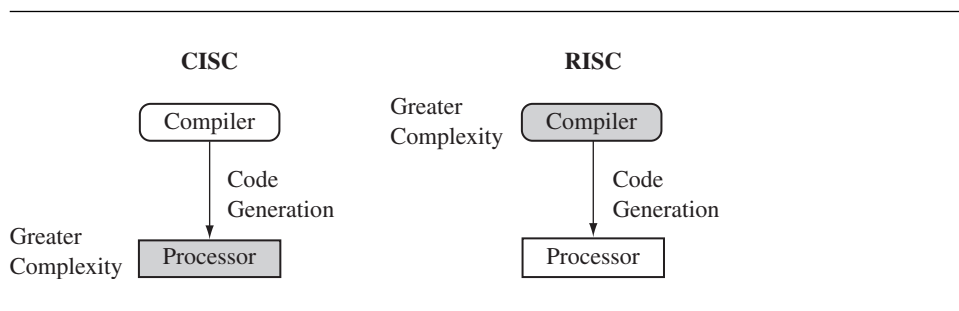 CISC
Compiler
Code
Generation
Greater
Complexity
Processor
RISC
Greater
Complexity
Compiler
Code
Generation
Processor